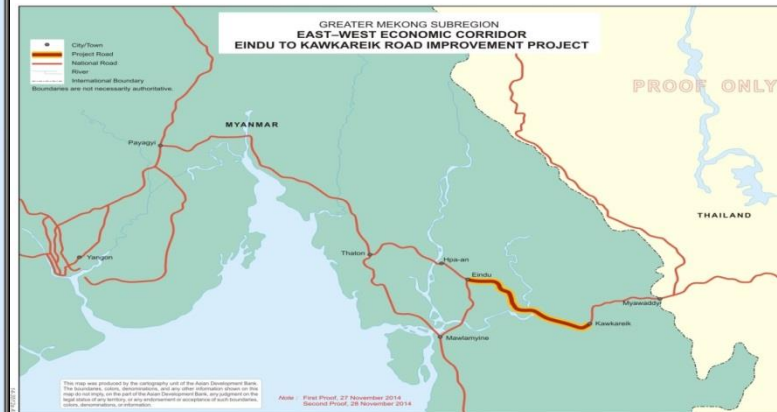 GREATER MEKONG SUBREGION
EAST–WEST ECONOMIC CORRIDOR
EINDU TO KAWKAREIK ROAD IMPROVEMENT PROJECT
City/Town
Project Road
National Road
River
International Boundary
Boundaries are not necessarily authoritative.
PROOF ONLY
MYANMAR
Payagyi
THAILAND
Yangon
Thaton
Hpa-an
Eindu
Myawaddy
Kawkareik
Mawlamyine
This map was produced by the cartography unit of the Asian Development Bank.
The boundaries, colors, denominations, and any other information shown on this
map do not imply, on the part of the Asian Development Bank, any judgment on the
legal status of any territory, or any endorsement or acceptance of such boundaries,
colors, denominations, or information.
Note : First Proof, 27 November 2014
Second Proof, 28 November 2014